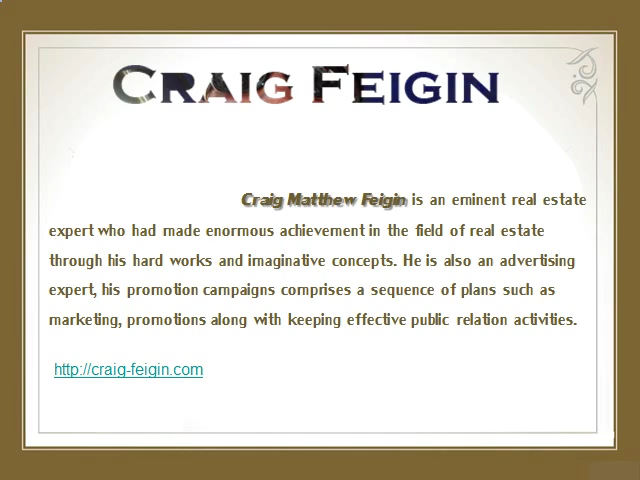 CRAIG FEIGIN
Craig Matthew Feigin is an eminent real estate
expert who had made enormous achievement in the field of real estate
through his hard works and imaginative concepts. He is also an advertising
expert, his promotion campaigns comprises a sequence of plans such as
marketing, promotions along with keeping effective public relation activities.
http://craig-feigin.com